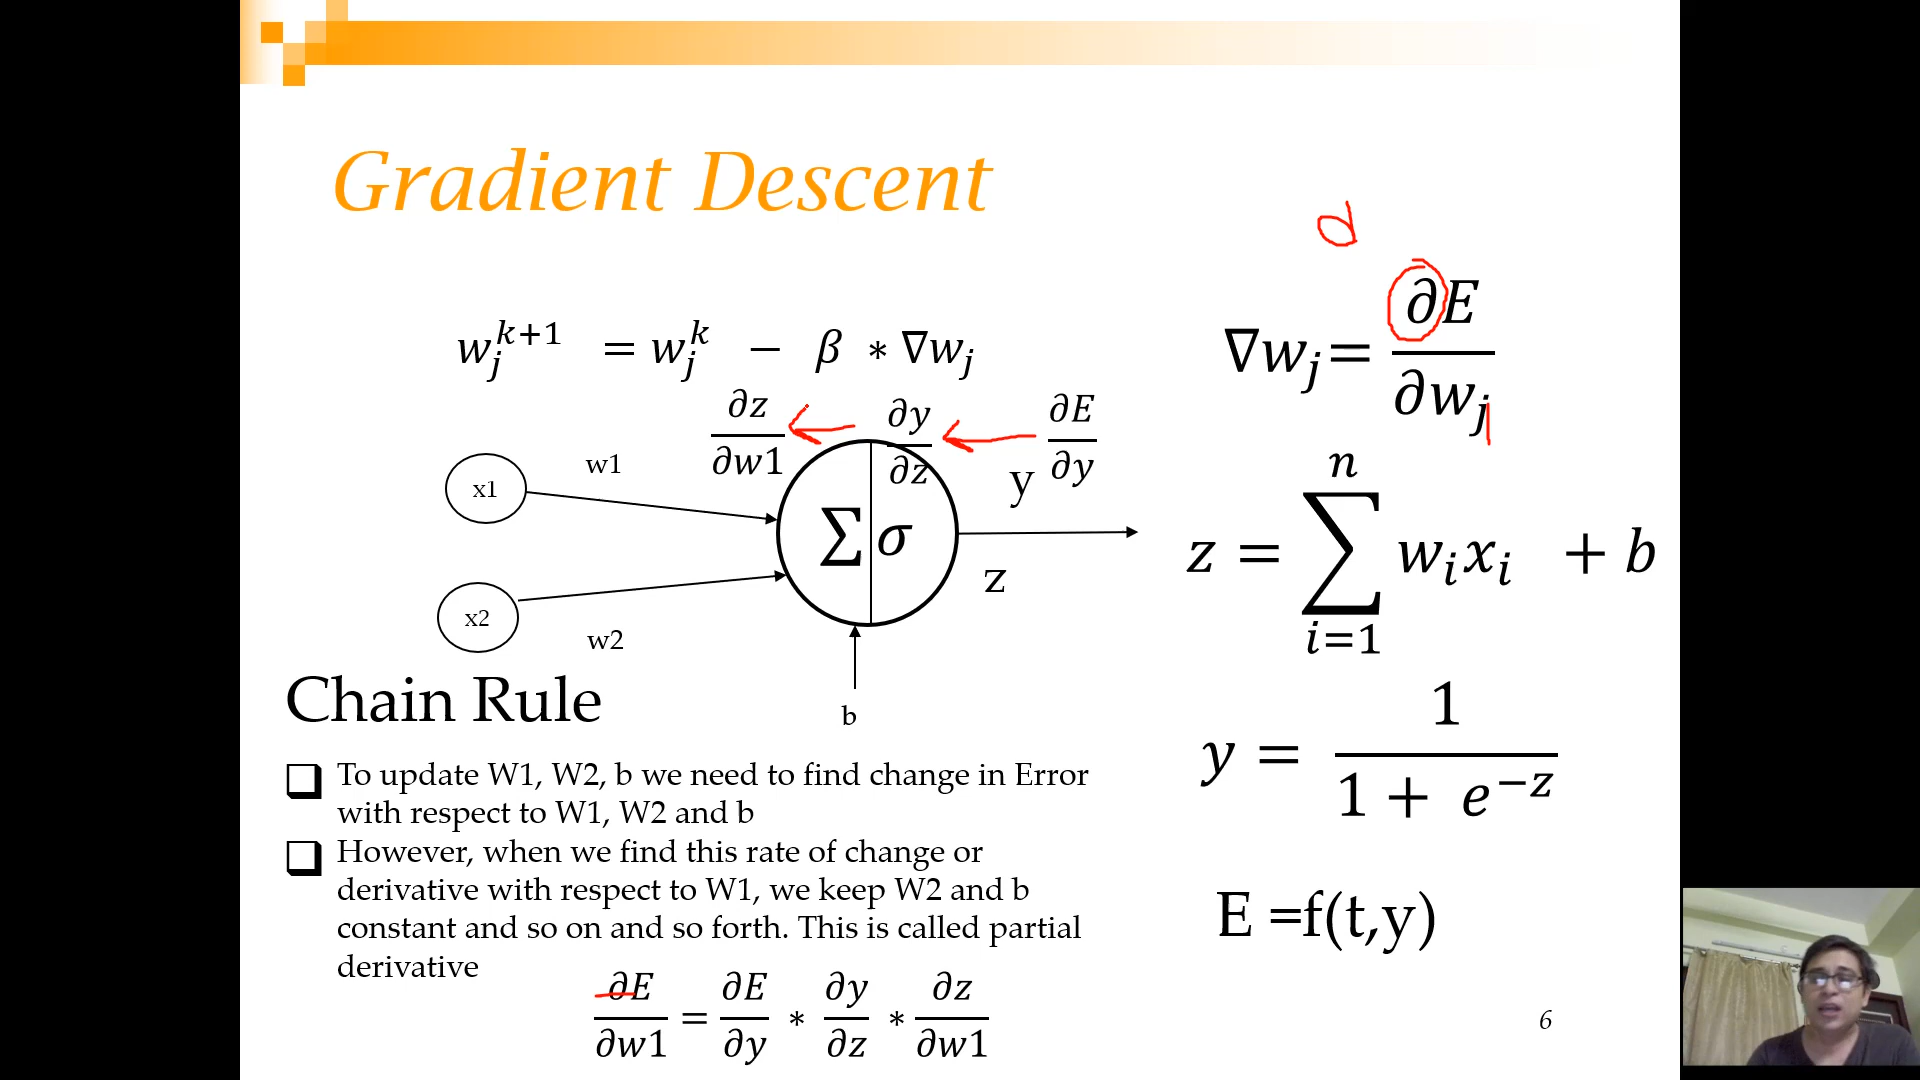 Gradient Descent
d
w_j^{k+1} = w_j^k − β * ∇w_j
∇w_j = ∂E/∂w_j
∂z/∂w1
∂y/∂z
∂E/∂y
x1
w1
y
Σ σ
z
x2
w2
b
z = Σ_{i=1}^{n} w_i x_i + b
y = 1/(1 + e^{−z})
E =f(t,y)
Chain Rule
To update W1, W2, b we need to find change in Error
with respect to W1, W2 and b
However, when we find this rate of change or
derivative with respect to W1, we keep W2 and b
constant and so on and so forth. This is called partial
derivative
∂E/∂w1 = ∂E/∂y * ∂y/∂z * ∂z/∂w1
6